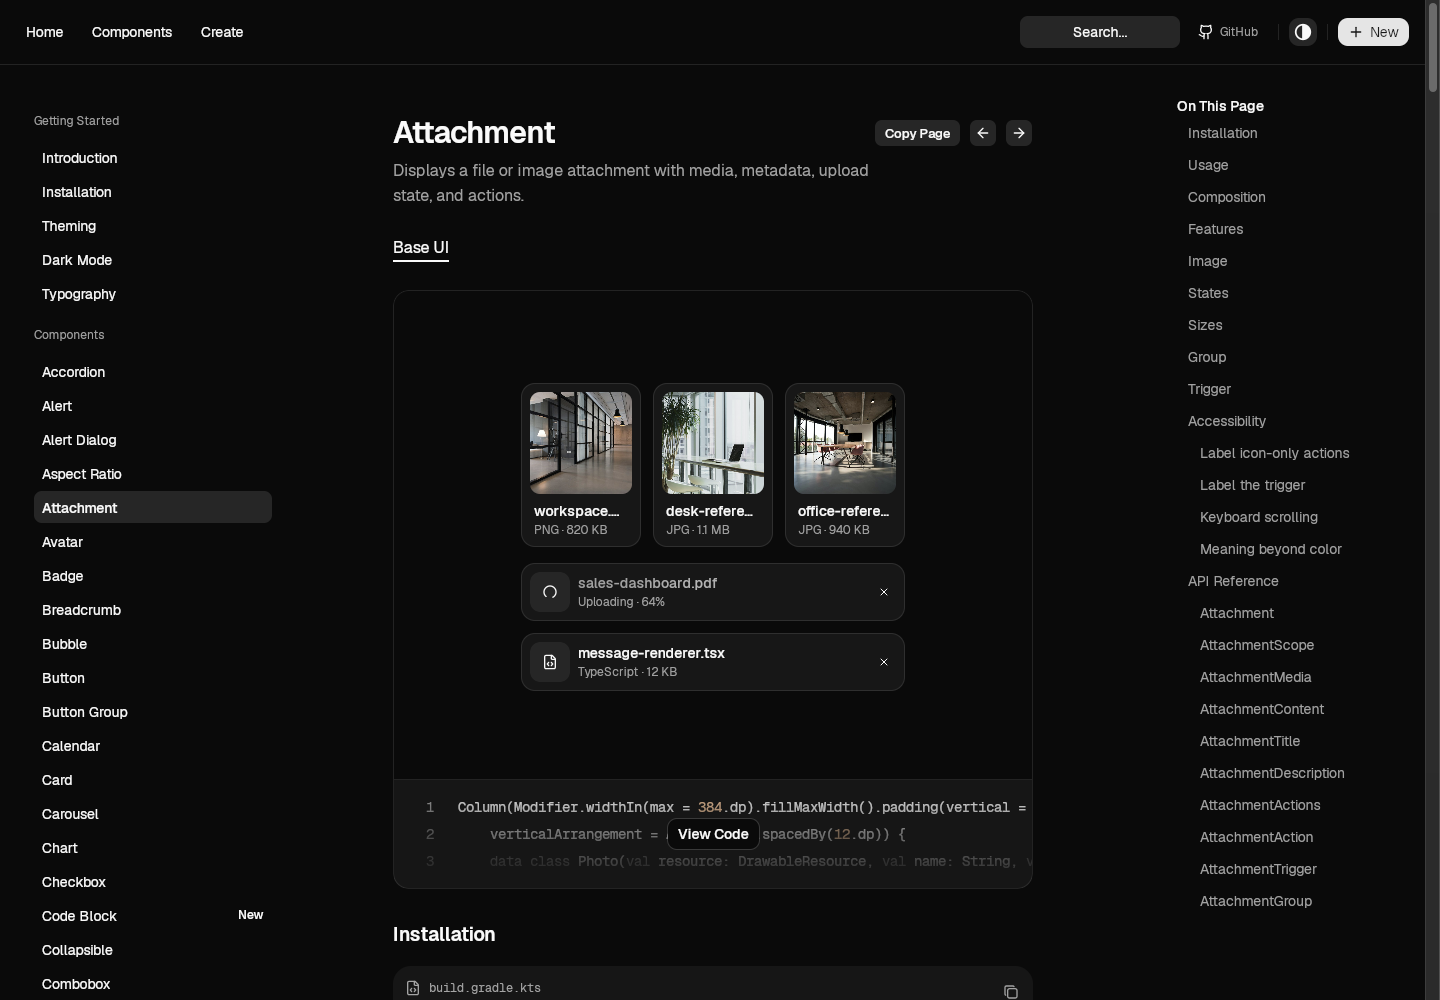 Home
Components
Create
Search...
GitHub
New
Getting Started
Introduction
Installation
Theming
Dark Mode
Typography
Components
Accordion
Alert
Alert Dialog
Aspect Ratio
Attachment
Avatar
Badge
Breadcrumb
Bubble
Button
Button Group
Calendar
Card
Carousel
Chart
Checkbox
Code Block New
Collapsible
Combobox
Attachment
Copy Page
Displays a file or image attachment with media, metadata, upload
state, and actions.
Base UI
workspace....
PNG · 820 KB
desk-refere...
JPG · 1.1 MB
office-refere...
JPG · 940 KB
sales-dashboard.pdf
Uploading · 64%
message-renderer.tsx
TypeScript · 12 KB
1 Column(Modifier.widthIn(max = 384.dp).fillMaxWidth().padding(vertical =
2 verticalArrangement = spacedBy(12.dp)) {
View Code
3 data class Photo(val resource: DrawableResource, val name: String,
Installation
build.gradle.kts
On This Page
Installation
Usage
Composition
Features
Image
States
Sizes
Group
Trigger
Accessibility
Label icon-only actions
Label the trigger
Keyboard scrolling
Meaning beyond color
API Reference
Attachment
AttachmentScope
AttachmentMedia
AttachmentContent
AttachmentTitle
AttachmentDescription
AttachmentActions
AttachmentAction
AttachmentTrigger
AttachmentGroup